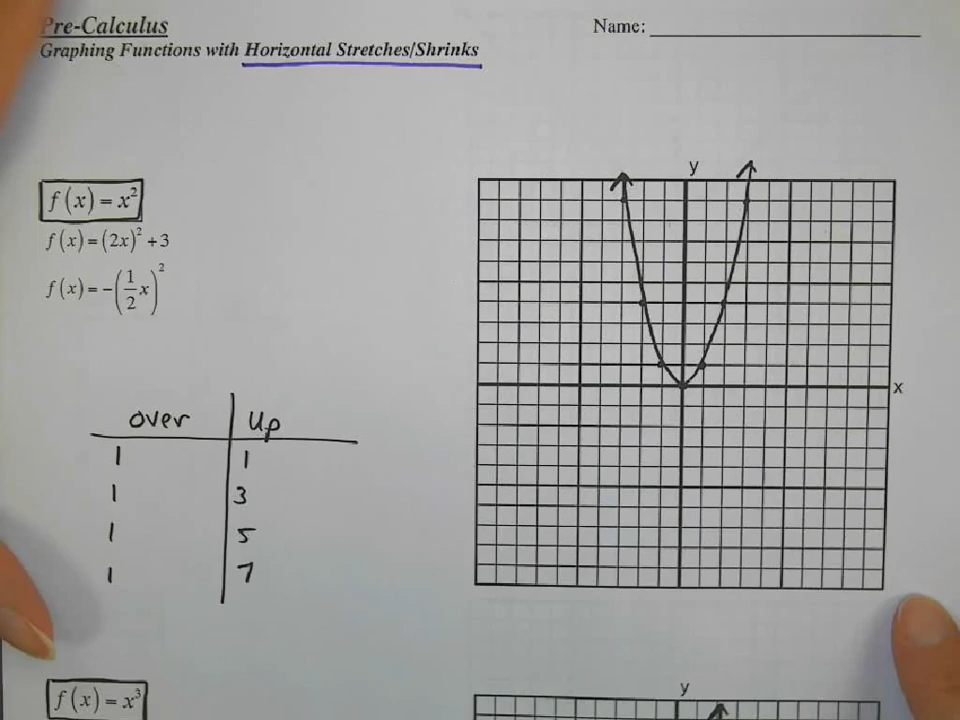 Pre-Calculus
Name:
Graphing Functions with Horizontal Stretches/Shrinks
f(x) = x²
f(x) = (2x)² + 3
f(x) = -(1/2 x)²
y
x
over Up
1 1
1 3
1 5
1 7
f(x) = x³
y